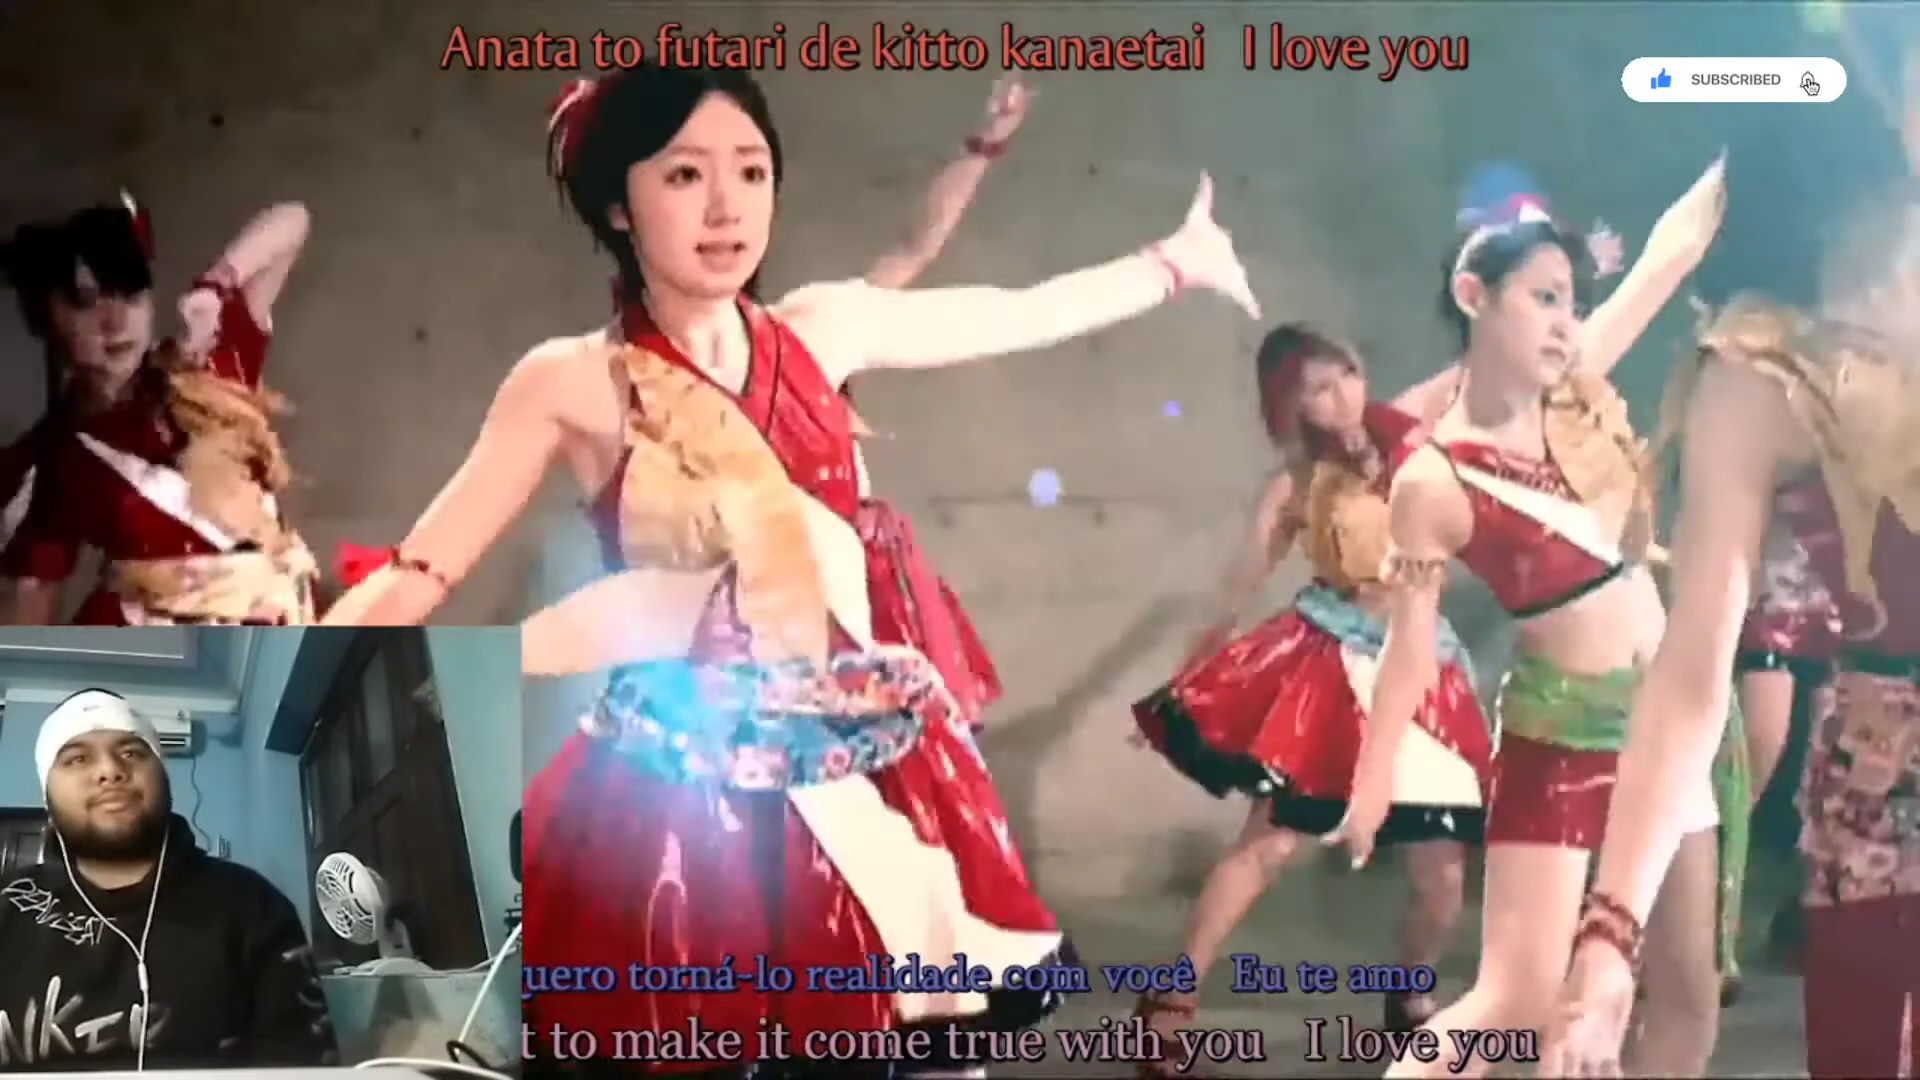 Anata to futari de kitto kanaetai I love you
SUBSCRIBED
uero torná-lo realidade com você Eu te amo
t to make it come true with you I love you